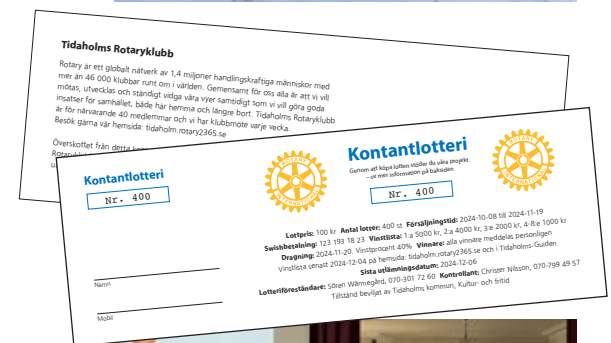 Tidaholms Rotaryklubb
Rotary är ett globalt nätverk av 1,4 miljoner handlingskraftiga människor med
mer än 46 000 klubbar runt om i världen. Gemensamt för oss alla är att vi vill
mötas, utvecklas och ständigt vidga våra vyer samtidigt som vi vill göra goda
insatser för samhället, både här hemma och längre bort. Tidaholms Rotaryklubb
är för närvarande 40 medlemmar och vi har klubbmöte varje vecka.
Besök gärna vår hemsida: tidaholm.rotary2365.se
Överskottet från detta
Kontantlotteri
Nr. 400
Namn
Mobil
ROTARY INTERNATIONAL
Kontantlotteri
Genom att köpa lotten stöder du våra projekt
– se mer information på baksidan
Nr. 400
ROTARY INTERNATIONAL
Lottpris: 100 kr Antal lotter: 400 st Försäljningstid: 2024-10-08 till 2024-11-19
Swishbetalning: 123 193 18 23 Vinstlista: 1:a 5000 kr, 2:a 4000 kr, 3:e 2000 kr, 4-8:e 1000 kr
Dragning: 2024-11-20. Vinstprocent 40% Vinnare: alla vinnare meddelas personligen
Vinstlista senast 2024-12-04 på hemsida: tidaholm.rotary2365.se och i Tidaholms-Guiden
Sista utlämningsdatum: 2024-12-06
Lotteriföreståndare: Sören Wärmegård, 070-301 72 60 Kontrollant: Christer Nilsson, 070-799 49 57
Tillstånd beviljat av Tidaholms kommun, Kultur- och fritid